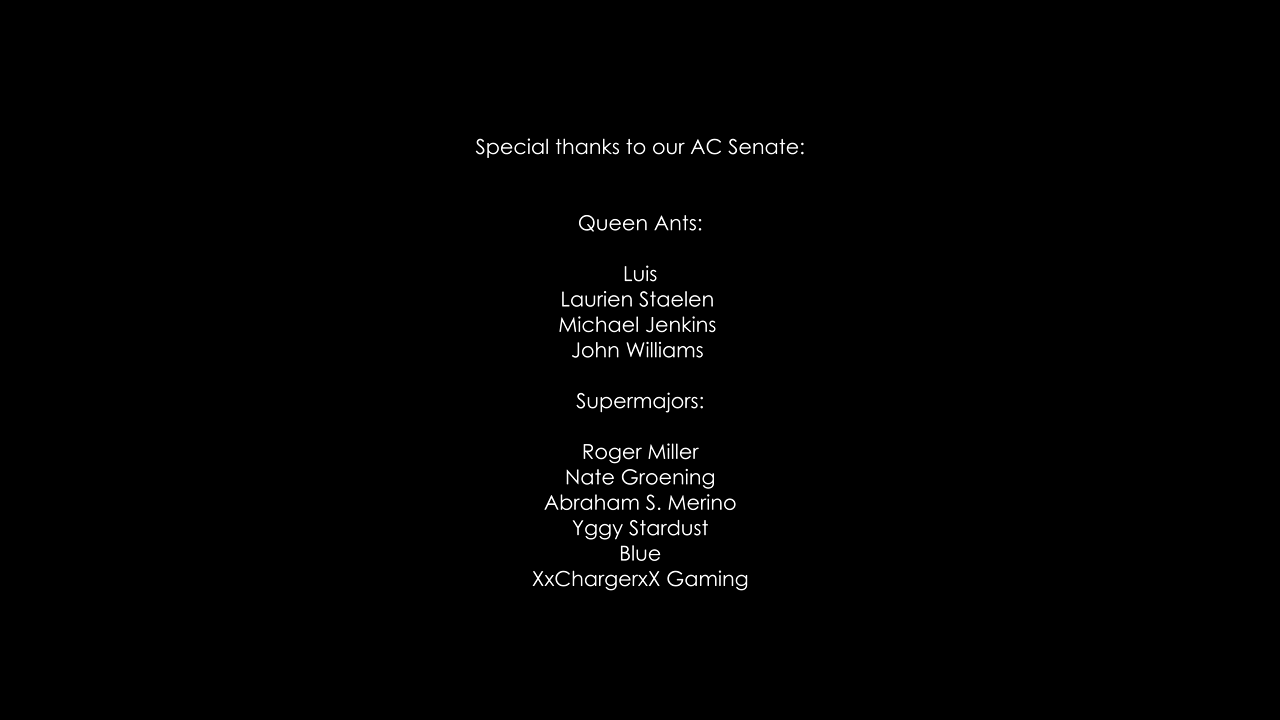 Special thanks to our AC Senate:
Queen Ants:
Luis
Laurien Staelen
Michael Jenkins
John Williams
Supermajors:
Roger Miller
Nate Groening
Abraham S. Merino
Yggy Stardust
Blue
XxChargerxX Gaming